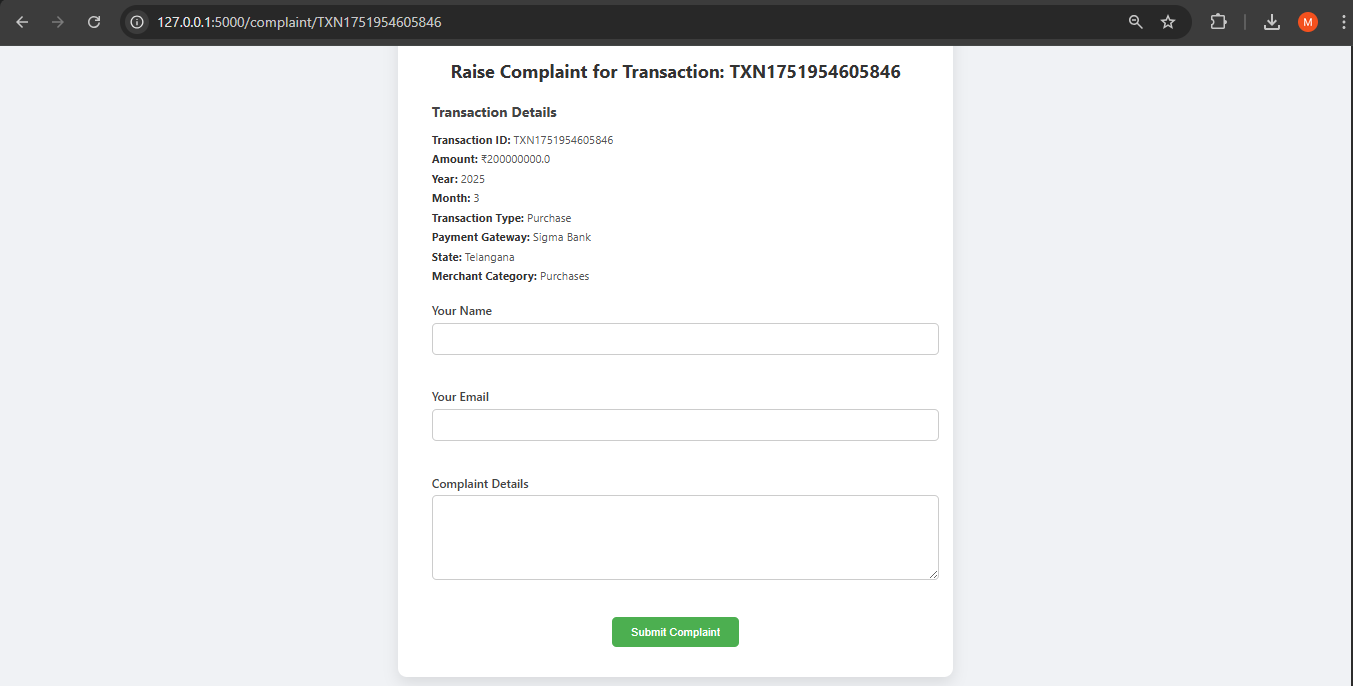 127.0.0.1:5000/complaint/TXN1751954605846
M
Raise Complaint for Transaction: TXN1751954605846
Transaction Details
Transaction ID: TXN1751954605846
Amount: ₹200000000.0
Year: 2025
Month: 3
Transaction Type: Purchase
Payment Gateway: Sigma Bank
State: Telangana
Merchant Category: Purchases
Your Name
Your Email
Complaint Details
Submit Complaint